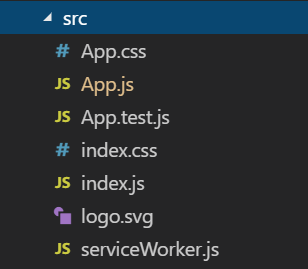 src
# App.css
JS App.js
JS App.test.js
# index.css
JS index.js
logo.svg
JS serviceWorker.js